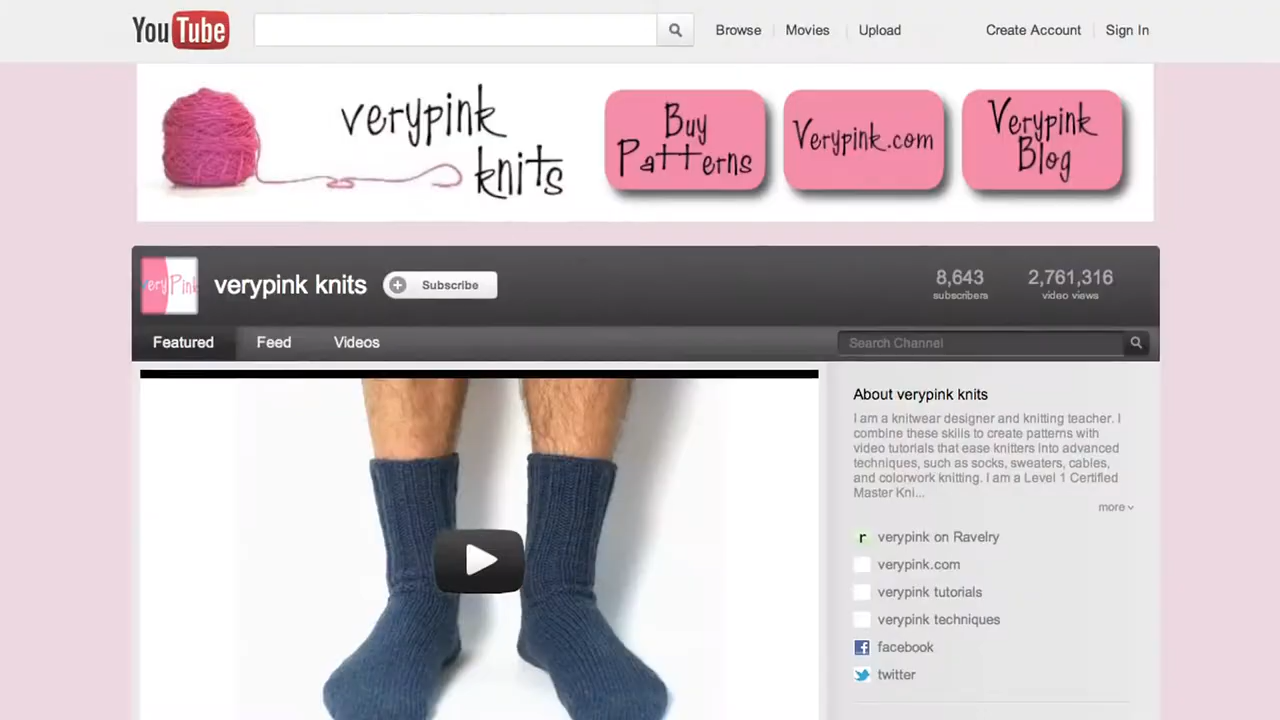 YouTube
Browse
Movies
Upload
Create Account
Sign In
verypink
knits
Buy
Patterns
Verypink.com
Verypink
Blog
veryPink
verypink knits
Subscribe
8,643
subscribers
2,761,316
video views
Featured
Feed
Videos
Search Channel
About verypink knits
I am a knitwear designer and knitting teacher. I
combine these skills to create patterns with
video tutorials that ease knitters into advanced
techniques, such as socks, sweaters, cables,
and colorwork knitting. I am a Level 1 Certified
Master Kni...
more
r verypink on Ravelry
verypink.com
verypink tutorials
verypink techniques
f facebook
twitter